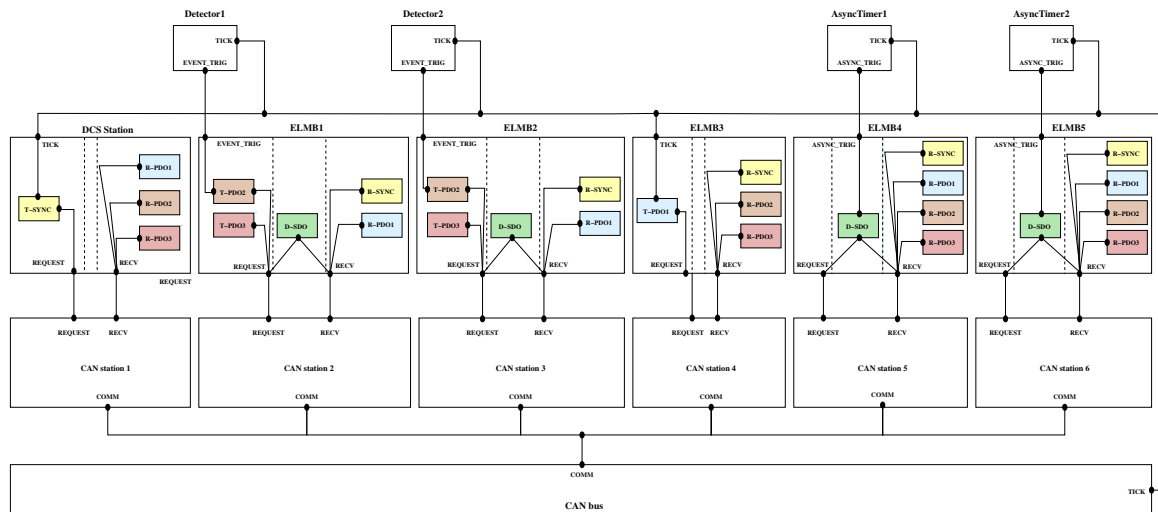 Detector1
Detector2
AsyncTimer1
AsyncTimer2
TICK
TICK
TICK
TICK
EVENT_TRIG
EVENT_TRIG
ASYNC_TRIG
ASYNC_TRIG
DCS Station
ELMB1
ELMB2
ELMB3
ELMB4
ELMB5
TICK
EVENT_TRIG
EVENT_TRIG
TICK
ASYNC_TRIG
ASYNC_TRIG
T-SYNC
R-PDO1
R-PDO2
R-PDO3
T-PDO2
T-PDO3
D-SDO
R-SYNC
R-PDO1
T-PDO2
T-PDO3
D-SDO
R-SYNC
R-PDO1
T-PDO1
R-SYNC
R-PDO2
R-PDO3
D-SDO
R-SYNC
R-PDO1
R-PDO2
R-PDO3
D-SDO
R-SYNC
R-PDO1
R-PDO2
R-PDO3
REQUEST
RECV
REQUEST
REQUEST
RECV
REQUEST
RECV
REQUEST
RECV
REQUEST
RECV
REQUEST
RECV
REQUEST
RECV
REQUEST
RECV
REQUEST
RECV
REQUEST
RECV
REQUEST
RECV
REQUEST
RECV
CAN station 1
CAN station 2
CAN station 3
CAN station 4
CAN station 5
CAN station 6
COMM
COMM
COMM
COMM
COMM
COMM
COMM
TICK
CAN bus